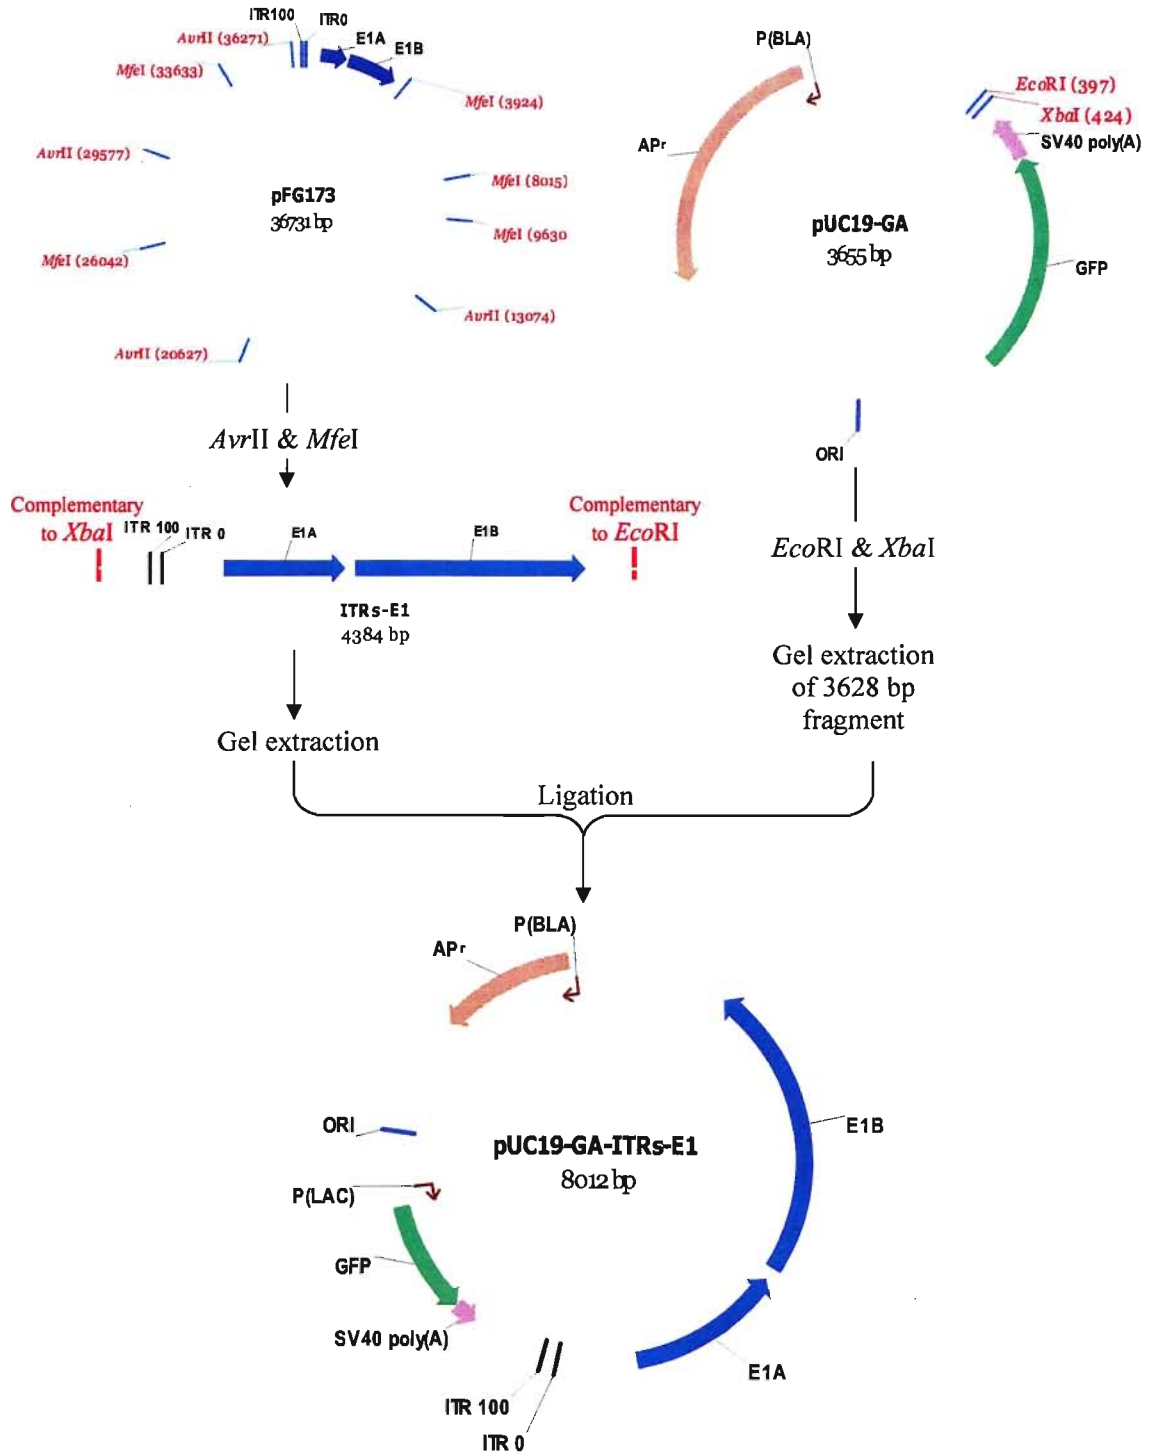 ITR100
ITR0
AvrII (36271)
E1A
E1B
MfeI (33633)
MfeI (3924)
AvrII (29577)
MfeI (8015)
pFG173
36731 bp
MfeI (9630
MfeI (26042)
AvrII (13074)
AvrII (20627)
P(BLA)
EcoRI (397)
XbaI (424)
SV40 poly(A)
APr
pUC19-GA
3655 bp
GFP
ORI
AvrII & MfeI
Complementary
to XbaI
ITR 100
ITR 0
E1A
E1B
Complementary
to EcoRI
ITRs-E1
4384 bp
EcoRI & XbaI
Gel extraction
of 3628 bp
fragment
Gel extraction
Ligation
P(BLA)
APr
ORI
pUC19-GA-ITRs-E1
8012 bp
E1B
P(LAC)
GFP
SV40 poly(A)
E1A
ITR 100
ITR 0